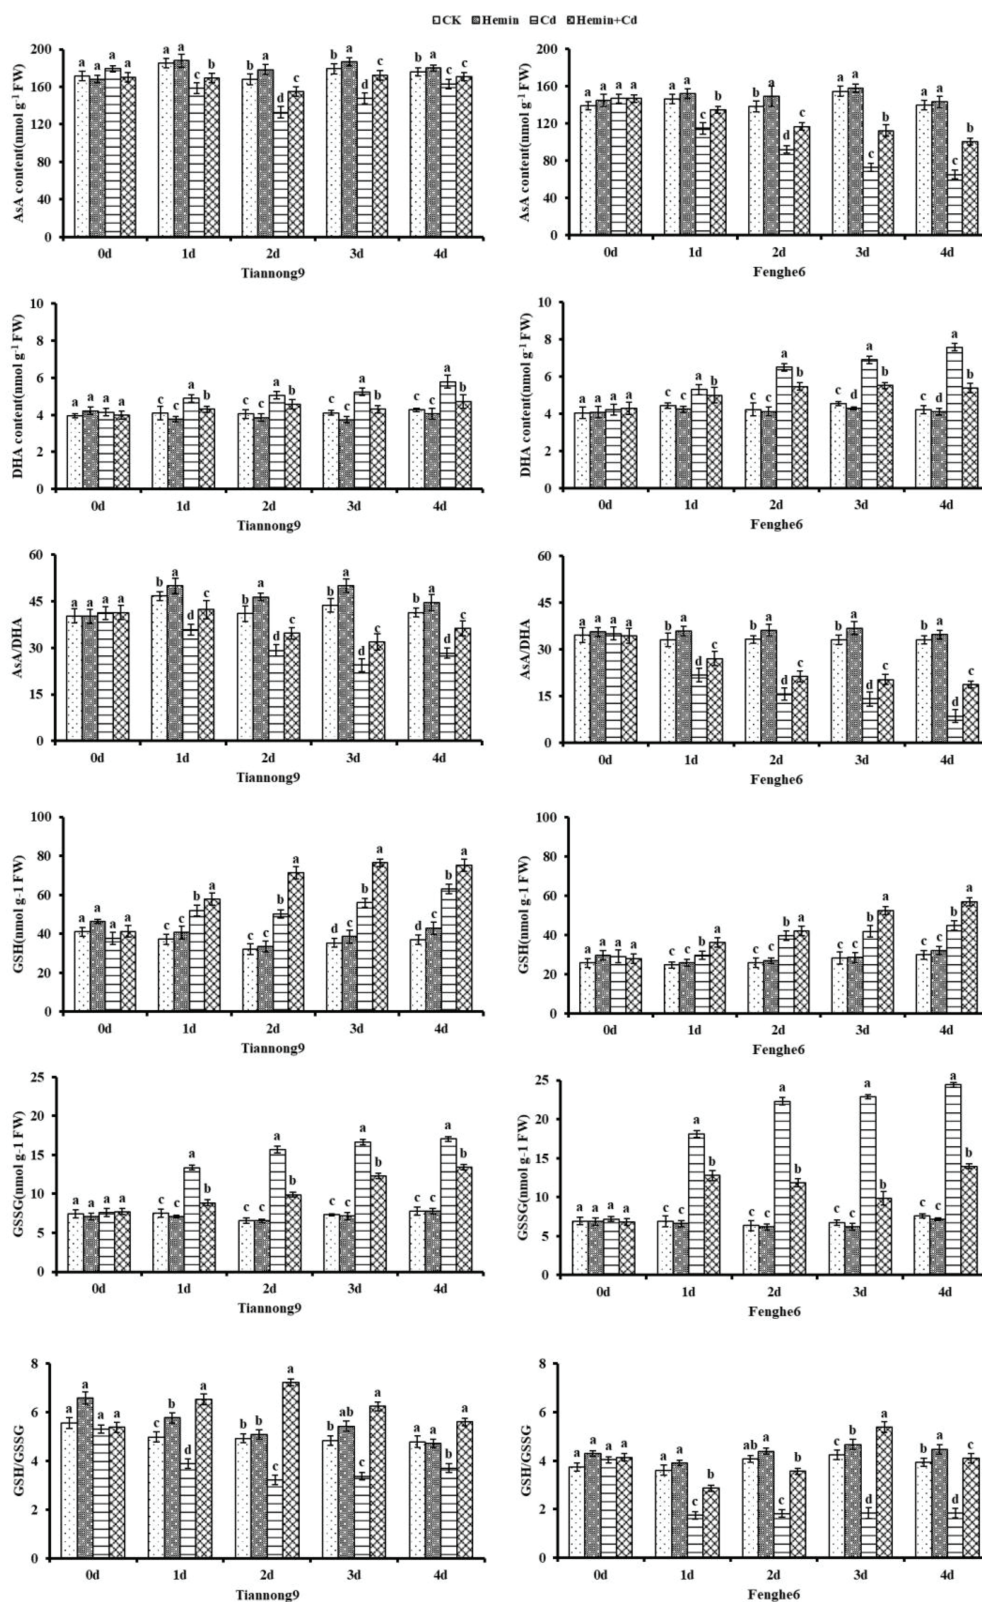 CK Hemin Cd Hemin+Cd
AsA content(nmol g-1 FW)
200
160
120
80
40
0
a a a a
a a c b
b a d c
b a d c
b a c b
0d 1d 2d 3d 4d
Tiannong9
AsA content(nmol g-1 FW)
200
160
120
80
40
0
a a a a
a a c b
b a d c
a a c b
a a c b
0d 1d 2d 3d 4d
Fenghe6
DHA content(nmol g-1 FW)
10
8
6
4
2
0
a a a a
c c a b
c c a b
c c a b
c c a b
0d 1d 2d 3d 4d
Tiannong9
DHA content(nmol g-1 FW)
10
8
6
4
2
0
a a a a
c c a b
c c a b
c d a b
c c a b
0d 1d 2d 3d 4d
Fenghe6
AsA/DHA
60
45
30
15
0
a a a a
b a d c
b a d c
b a d c
b a d c
0d 1d 2d 3d 4d
Tiannong9
AsA/DHA
60
45
30
15
0
a a a a
b a d c
b a d c
b a d c
b a d c
0d 1d 2d 3d 4d
Fenghe6
GSH(nmol g-1 FW)
100
80
60
40
20
0
a a a a
c c b a
c c b a
d c b a
d c b a
0d 1d 2d 3d 4d
Tiannong9
GSH(nmol g-1 FW)
100
80
60
40
20
0
a a a a
c c b a
c c b a
c c b a
c c b a
0d 1d 2d 3d 4d
Fenghe6
GSSG(nmol g-1 FW)
25
20
15
10
5
0
a a a a
c c a b
c c a b
c c a b
c c a b
0d 1d 2d 3d 4d
Tiannong9
GSSG(nmol g-1 FW)
25
20
15
10
5
0
a a a a
c c a b
c c a b
c c a b
c c a b
0d 1d 2d 3d 4d
Fenghe6
GSH/GSSG
8
6
4
2
0
a a a a
c b d a
b b c a
b ab c a
a a b a
0d 1d 2d 3d 4d
Tiannong9
GSH/GSSG
8
6
4
2
0
a a a a
a a c b
ab a c b
c b d a
c a d b
0d 1d 2d 3d 4d
Fenghe6